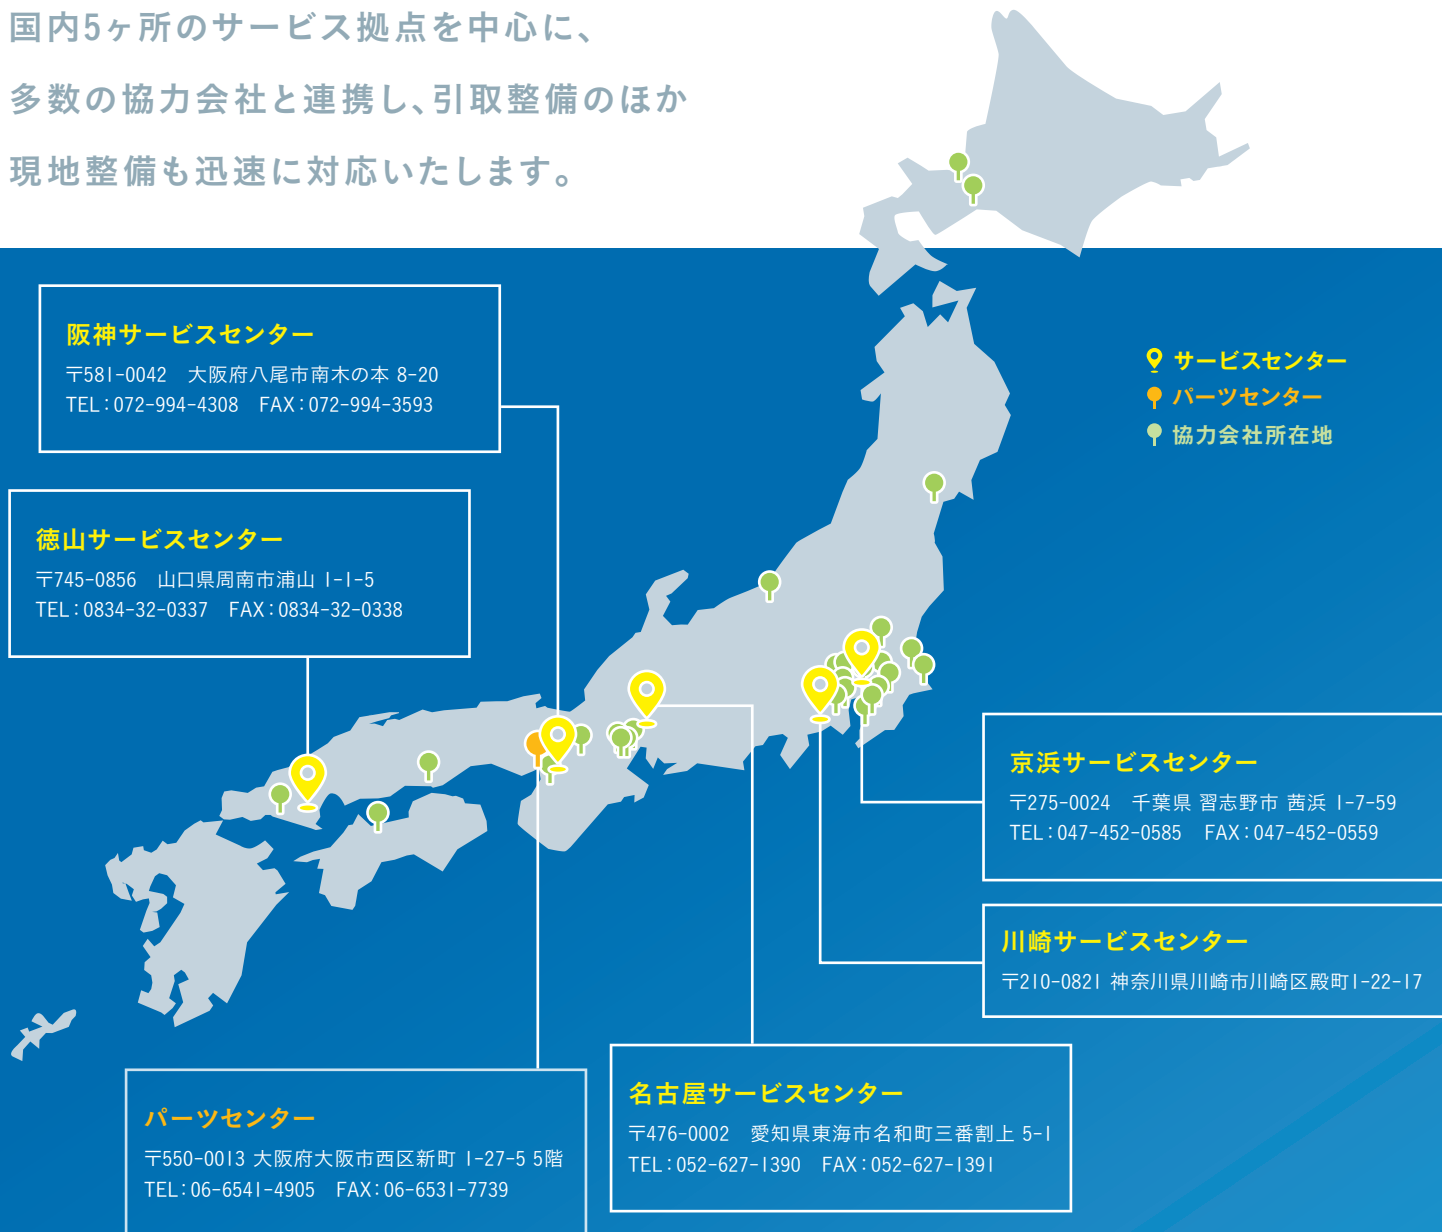 国内5ヶ所のサービス拠点を中心に、
多数の協力会社と連携し、引取整備のほか
現地整備も迅速に対応いたします。
阪神サービスセンター
〒581-0042　大阪府八尾市南木の本 8-20
TEL：072-994-4308　FAX：072-994-3593
徳山サービスセンター
〒745-0856　山口県周南市浦山 1-1-5
TEL：0834-32-0337　FAX：0834-32-0338
サービスセンター
パーツセンター
協力会社所在地
京浜サービスセンター
〒275-0024　千葉県 習志野市 茜浜 1-7-59
TEL：047-452-0585　FAX：047-452-0559
川崎サービスセンター
〒210-0821 神奈川県川崎市川崎区殿町1-22-17
名古屋サービスセンター
〒476-0002　愛知県東海市名和町三番割上 5-1
TEL：052-627-1390　FAX：052-627-1391
パーツセンター
〒550-0013 大阪府大阪市西区新町 1-27-5 5階
TEL：06-6541-4905　FAX：06-6531-7739